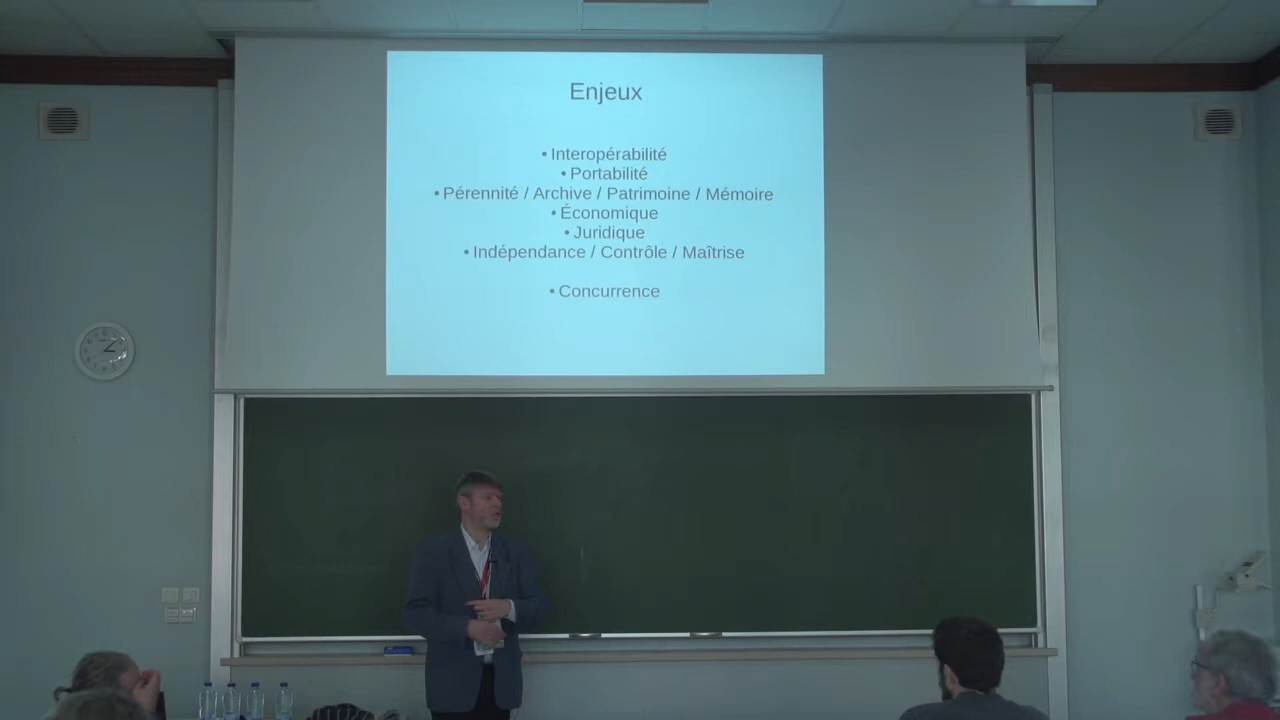 Enjeux
• Interopérabilité
• Portabilité
• Pérennité / Archive / Patrimoine / Mémoire
• Économique
• Juridique
• Indépendance / Contrôle / Maîtrise
• Concurrence